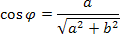 cos φ = a / √(a² + b²)